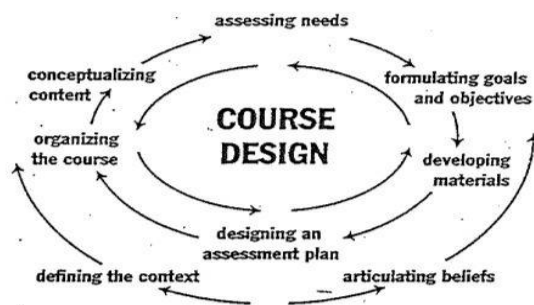 assessing needs
conceptualizing
content
formulating goals
and objectives
COURSE
DESIGN
organizing
the course
developing
materials
designing an
assessment plan
defining the context
articulating beliefs